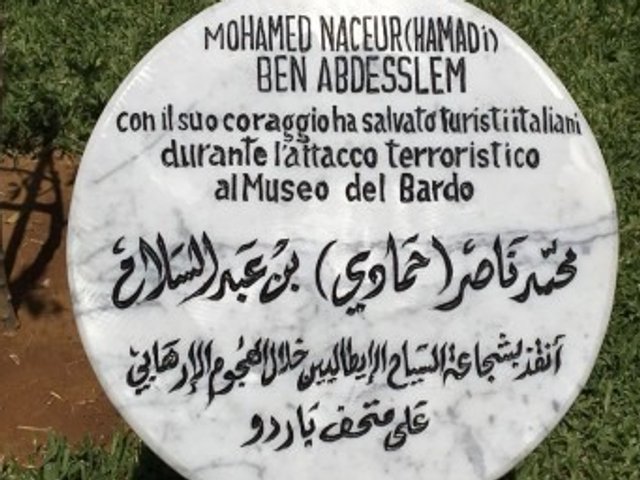 MOHAMED NACEUR(HAMADi)
BEN ABDESSLEM
con il suo coraggio ha salvato turisti italiani
durante l'attacco terroristico
al Museo del Bardo
محمد ناصر (حمادي) بن عبد السلام
أنقذ بشجاعة السياح الإيطاليين خلال الهجوم الإرهابي
على متحف باردو